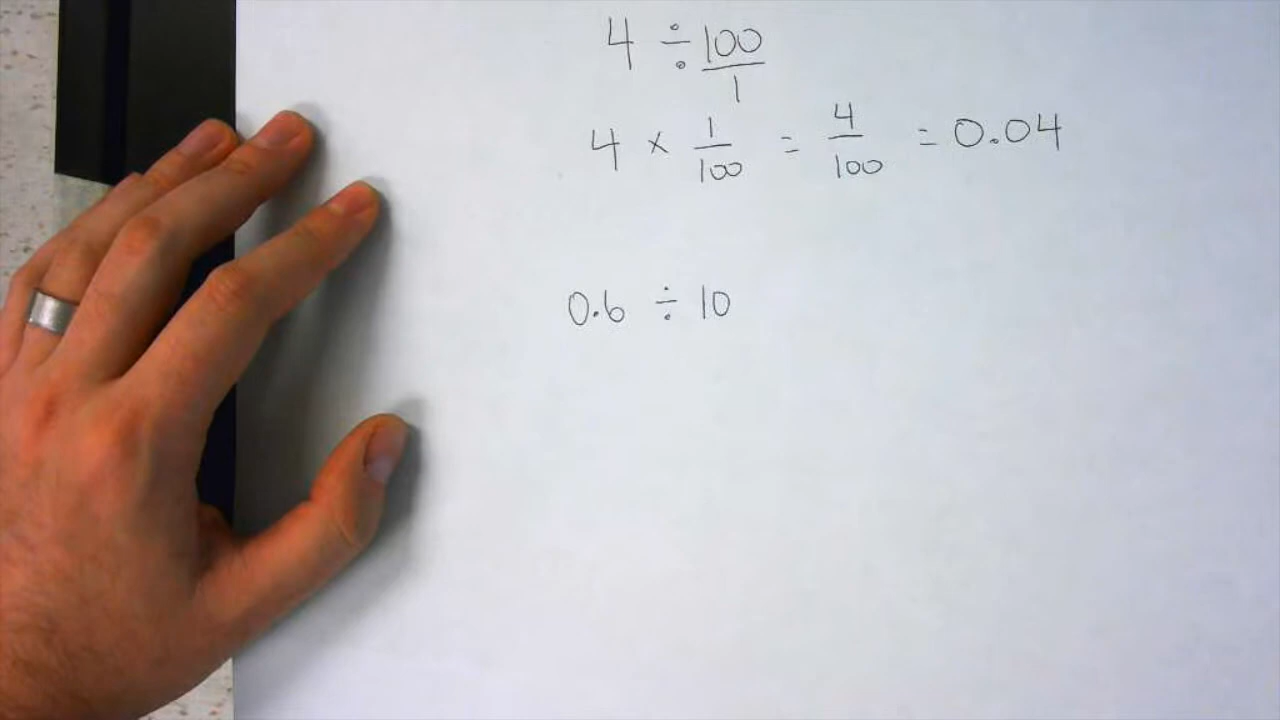 4 ÷ 100/1
4 × 1/100 = 4/100 = 0.04
0.6 ÷ 10